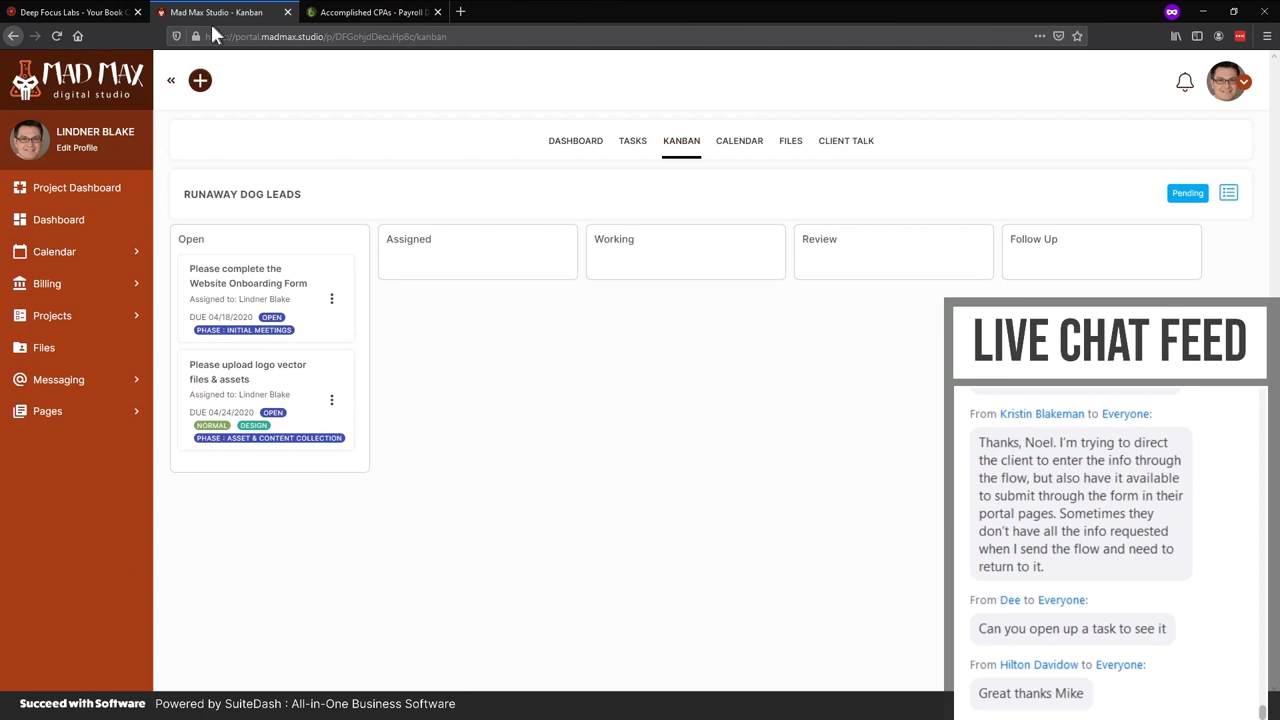 Deep Focus Labs - Your Book C
Mad Max Studio - Kanban
Accomplished CPAs - Payroll D
portal.madmax.studio/p/DFGohjdDecuHp8c/kanban
MAD MAX
digital studio
LINDNER BLAKE
Edit Profile
Project Dashboard
Dashboard
Calendar
Billing
Projects
Files
Messaging
Pages
DASHBOARD TASKS KANBAN CALENDAR FILES CLIENT TALK
RUNAWAY DOG LEADS
Pending
Open
Please complete the
Website Onboarding Form
Assigned to: Lindner Blake
DUE 04/18/2020 OPEN
PHASE : INITIAL MEETINGS
Please upload logo vector
files & assets
Assigned to: Lindner Blake
DUE 04/24/2020 OPEN
NORMAL DESIGN
PHASE : ASSET & CONTENT COLLECTION
Assigned
Working
Review
Follow Up
LIVE CHAT FEED
From Kristin Blakeman to Everyone:
Thanks, Noel. I'm trying to direct
the client to enter the info through
the flow, but also have it available
to submit through the form in their
portal pages. Sometimes they
don't have all the info requested
when I send the flow and need to
return to it.
From Dee to Everyone:
Can you open up a task to see it
From Hilton Davidow to Everyone:
Great thanks Mike
Succeed with Software Powered by SuiteDash : All-in-One Business Software